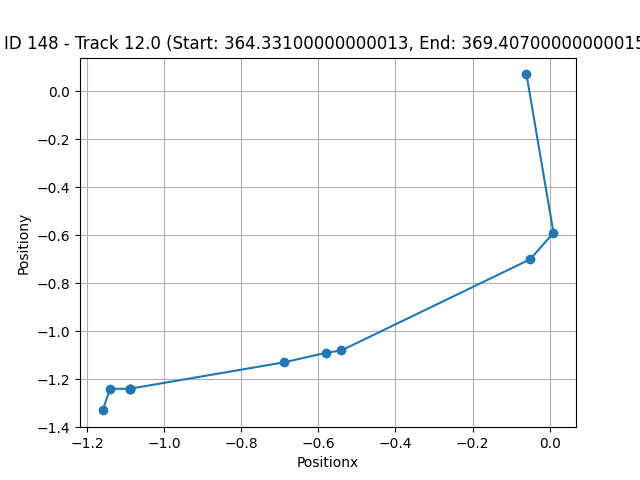 ID 148 - Track 12.0 (Start: 364.33100000000013, End: 369.40700000000015
0.0
−0.2
−0.4
−0.6
−0.8
−1.0
−1.2
−1.4
Positiony
−1.2 −1.0 −0.8 −0.6 −0.4 −0.2 0.0
Positionx